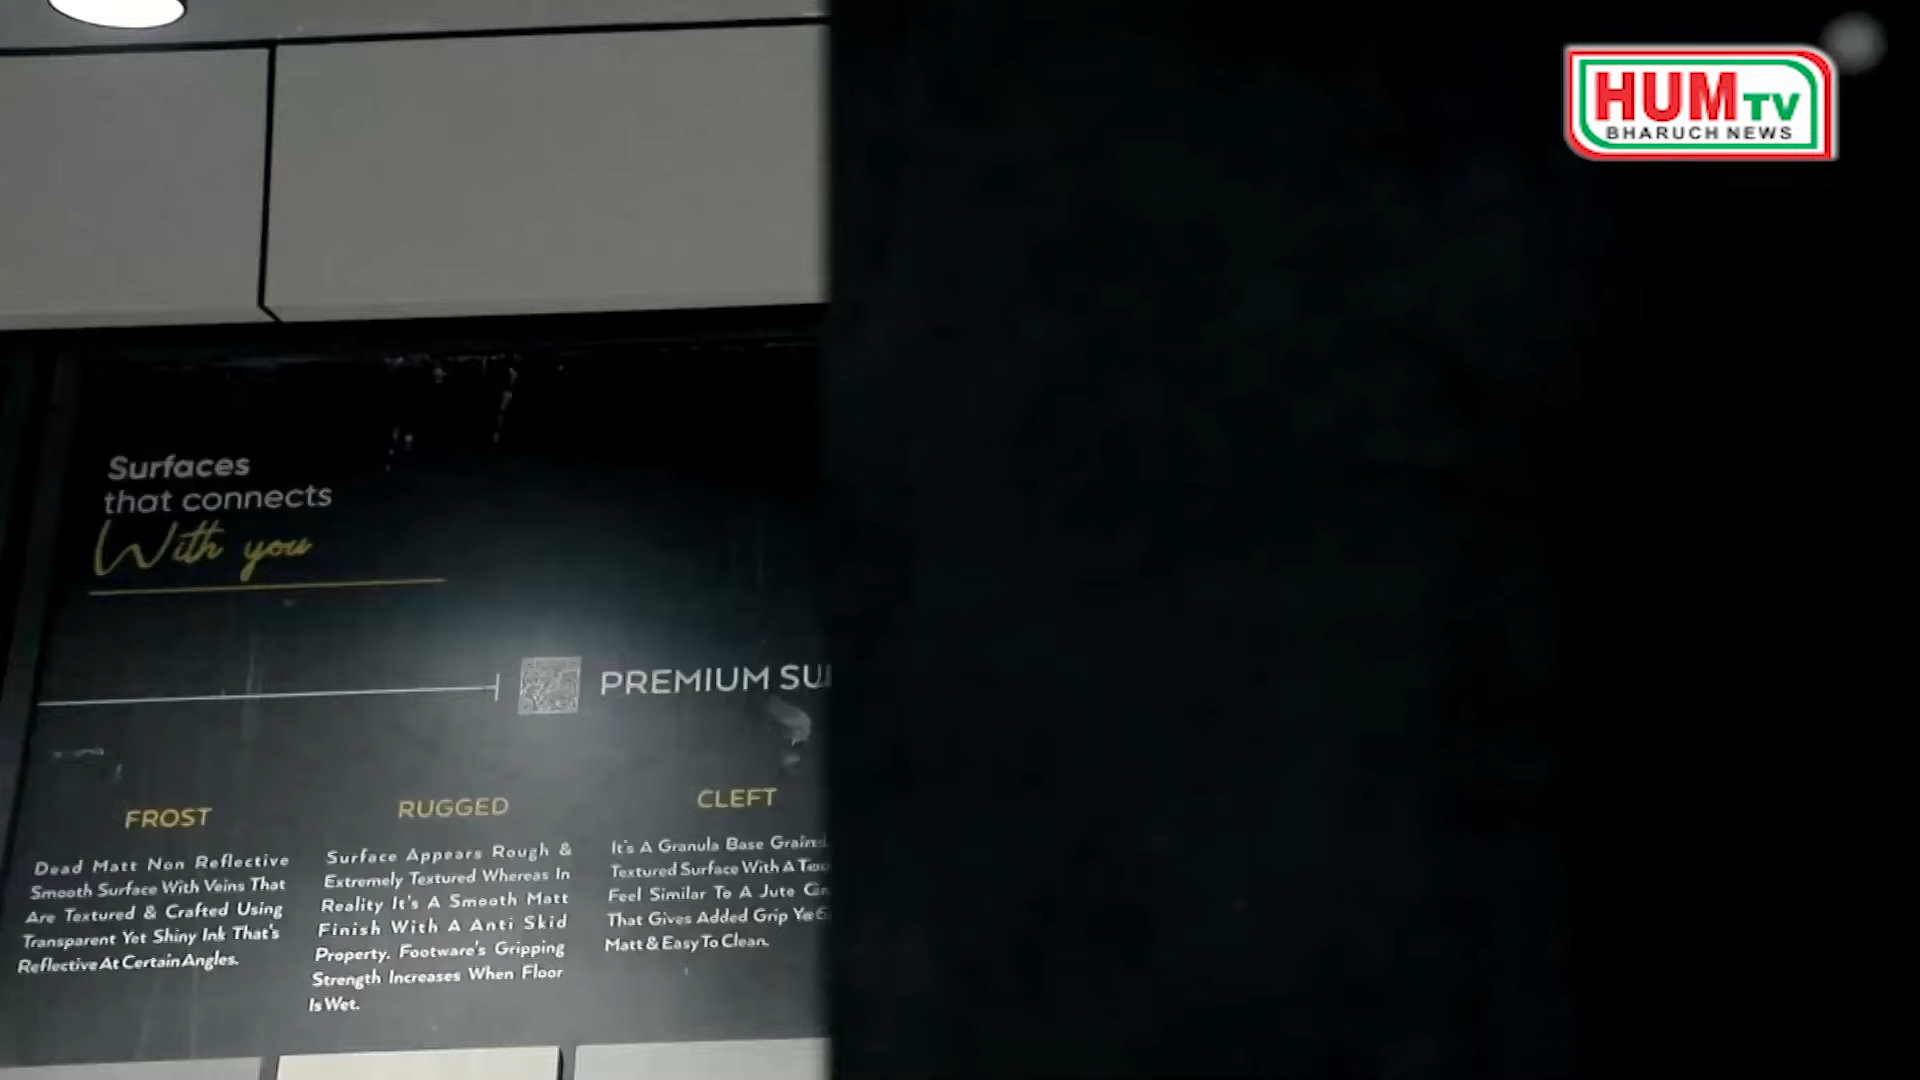 HUM TV
BHARUCH NEWS
Surfaces
that connects
With you
PREMIUM
FROST
Dead Matt Non Reflective
Smooth Surface With Veins That
Are Textured & Crafted Using
Transparent Yet Shiny Ink That's
Reflective At Certain Angles.
RUGGED
Surface Appears Rough &
Extremely Textured Whereas In
Reality It's A Smooth Matt
Finish With A Anti Skid
Property. Footware's Gripping
Strength Increases When Floor
Is Wet.
CLEFT
It's A Granula Base Grained
Textured Surface With A
Feel Similar To A Jute
That Gives Added Grip
Matt & Easy To Clean.